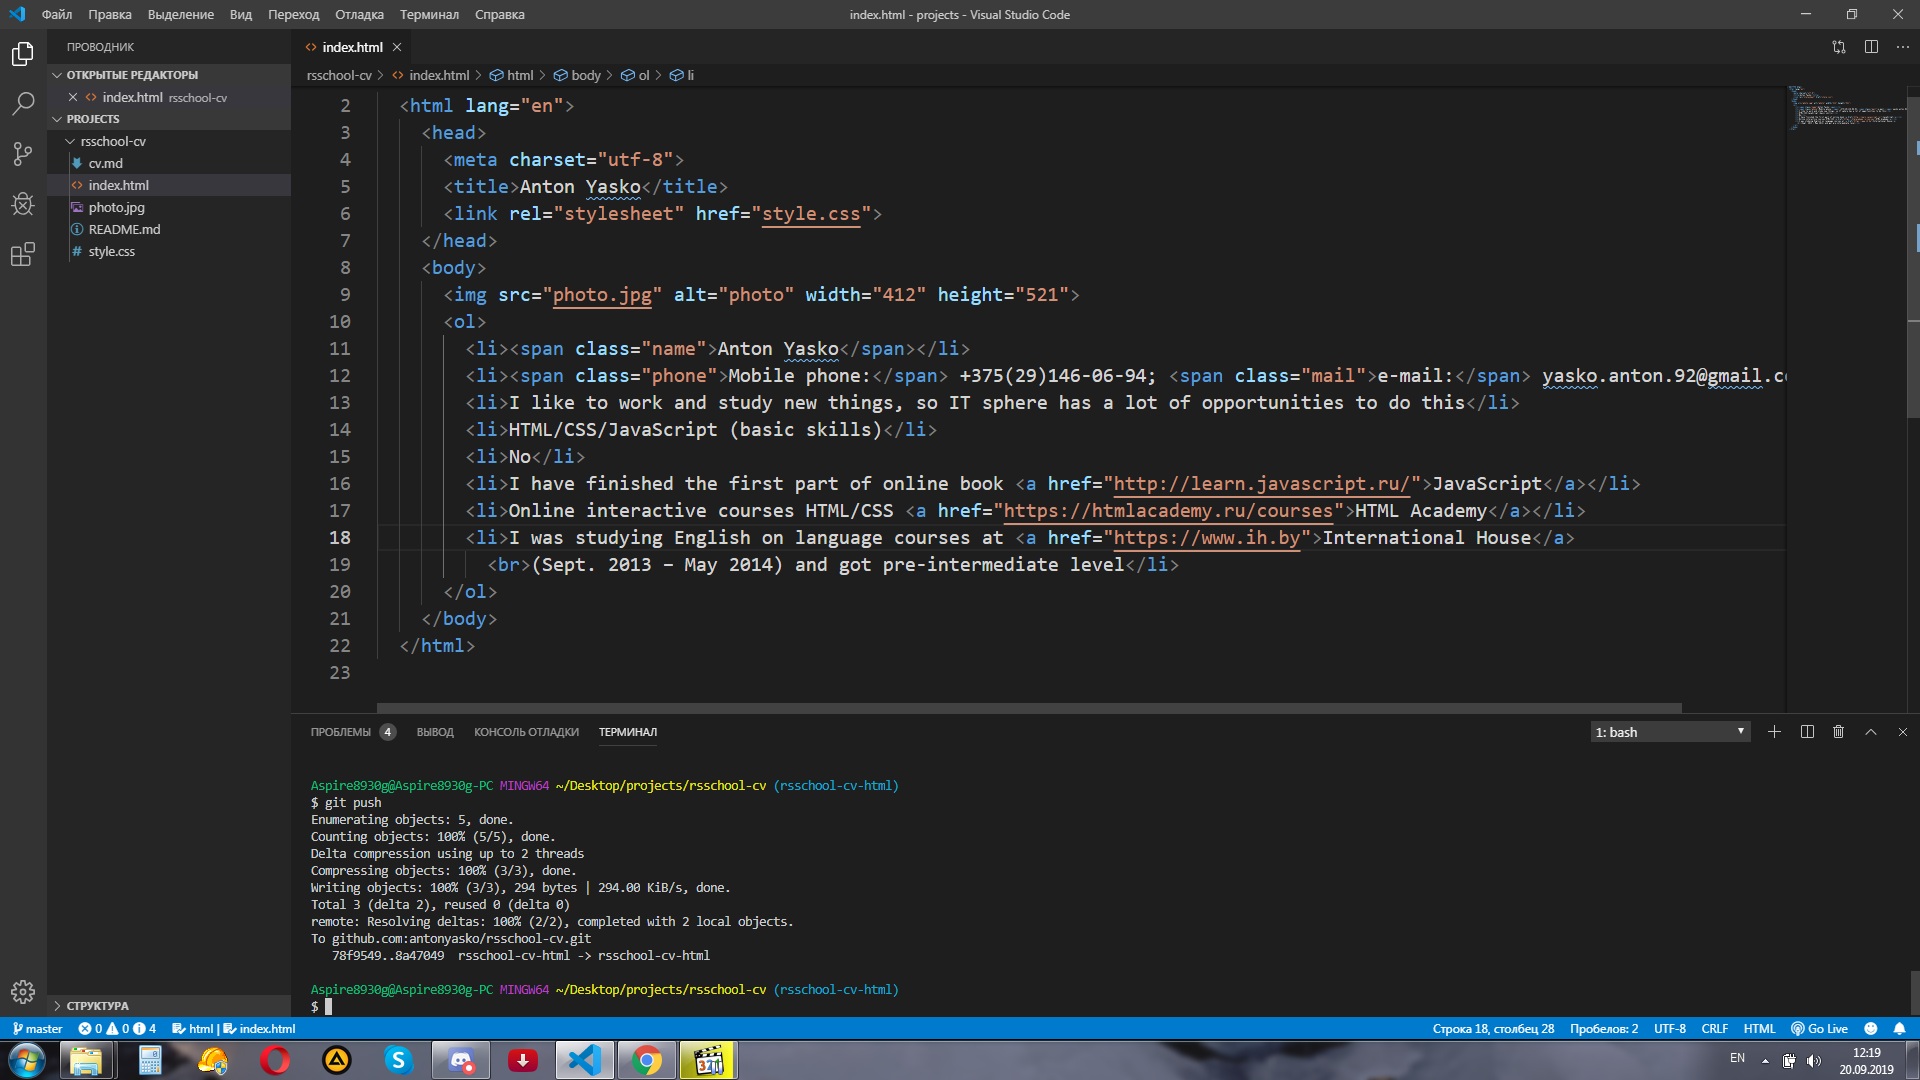 Файл Правка Выделение Вид Переход Отладка Терминал Справка
index.html - projects - Visual Studio Code
ПРОВОДНИК
ОТКРЫТЫЕ РЕДАКТОРЫ
index.html rsschool-cv
PROJECTS
rsschool-cv
cv.md
index.html
photo.jpg
README.md
style.css
СТРУКТУРА
index.html
rsschool-cv > index.html > html > body > ol > li
2 <html lang="en">
3 <head>
4 <meta charset="utf-8">
5 <title>Anton Yasko</title>
6 <link rel="stylesheet" href="style.css">
7 </head>
8 <body>
9 <img src="photo.jpg" alt="photo" width="412" height="521">
10 <ol>
11 <li><span class="name">Anton Yasko</span></li>
12 <li><span class="phone">Mobile phone:</span> +375(29)146-06-94; <span class="mail">e-mail:</span> yasko.anton.92@gmail.c
13 <li>I like to work and study new things, so IT sphere has a lot of opportunities to do this</li>
14 <li>HTML/CSS/JavaScript (basic skills)</li>
15 <li>No</li>
16 <li>I have finished the first part of online book <a href="http://learn.javascript.ru/">JavaScript</a></li>
17 <li>Online interactive courses HTML/CSS <a href="https://htmlacademy.ru/courses">HTML Academy</a></li>
18 <li>I was studying English on language courses at <a href="https://www.ih.by">International House</a>
19 <br>(Sept. 2013 – May 2014) and got pre-intermediate level</li>
20 </ol>
21 </body>
22 </html>
23
ПРОБЛЕМЫ 4 ВЫВОД КОНСОЛЬ ОТЛАДКИ ТЕРМИНАЛ
1: bash
Aspire8930g@Aspire8930g-PC MINGW64 ~/Desktop/projects/rsschool-cv (rsschool-cv-html)
$ git push
Enumerating objects: 5, done.
Counting objects: 100% (5/5), done.
Delta compression using up to 2 threads
Compressing objects: 100% (3/3), done.
Writing objects: 100% (3/3), 294 bytes | 294.00 KiB/s, done.
Total 3 (delta 2), reused 0 (delta 0)
remote: Resolving deltas: 100% (2/2), completed with 2 local objects.
To github.com:antonyasko/rsschool-cv.git
78f9549..8a47049 rsschool-cv-html -> rsschool-cv-html
Aspire8930g@Aspire8930g-PC MINGW64 ~/Desktop/projects/rsschool-cv (rsschool-cv-html)
$
master 0 0 4 html | index.html
Строка 18, столбец 28 Пробелов: 2 UTF-8 CRLF HTML Go Live
EN
12:19
20.09.2019